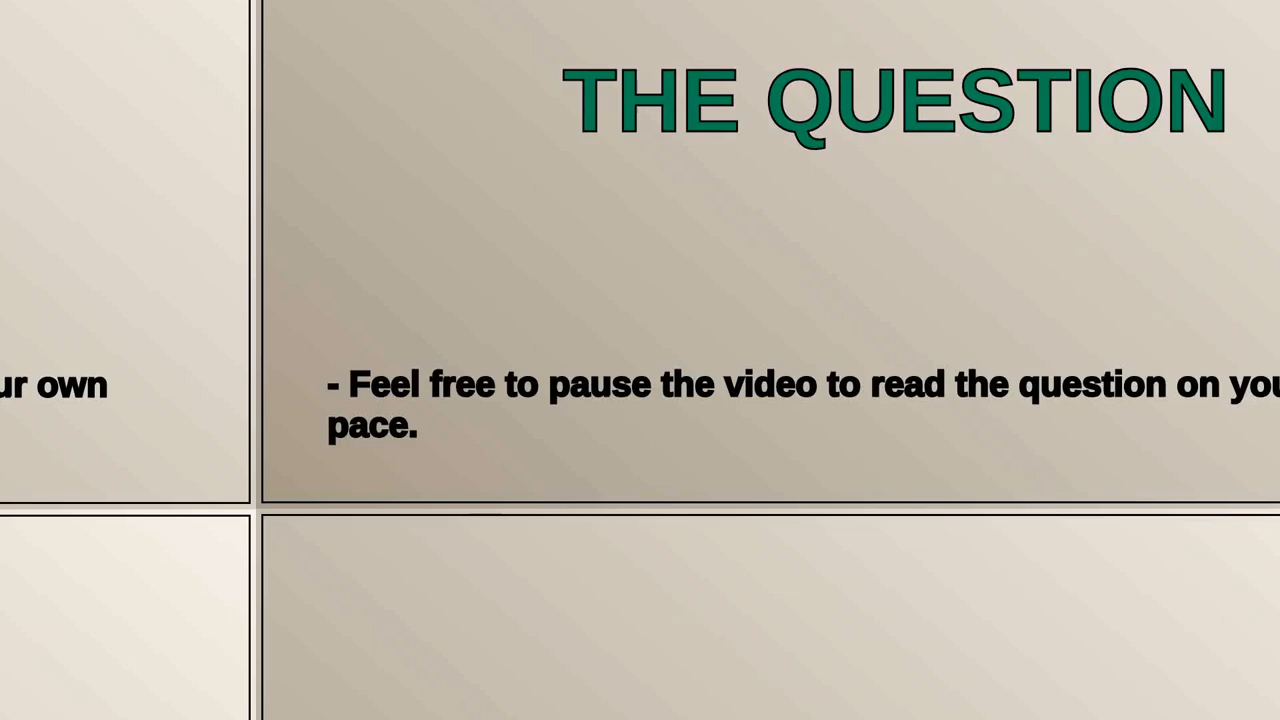 THE QUESTION
ur own
- Feel free to pause the video to read the question on you
pace.